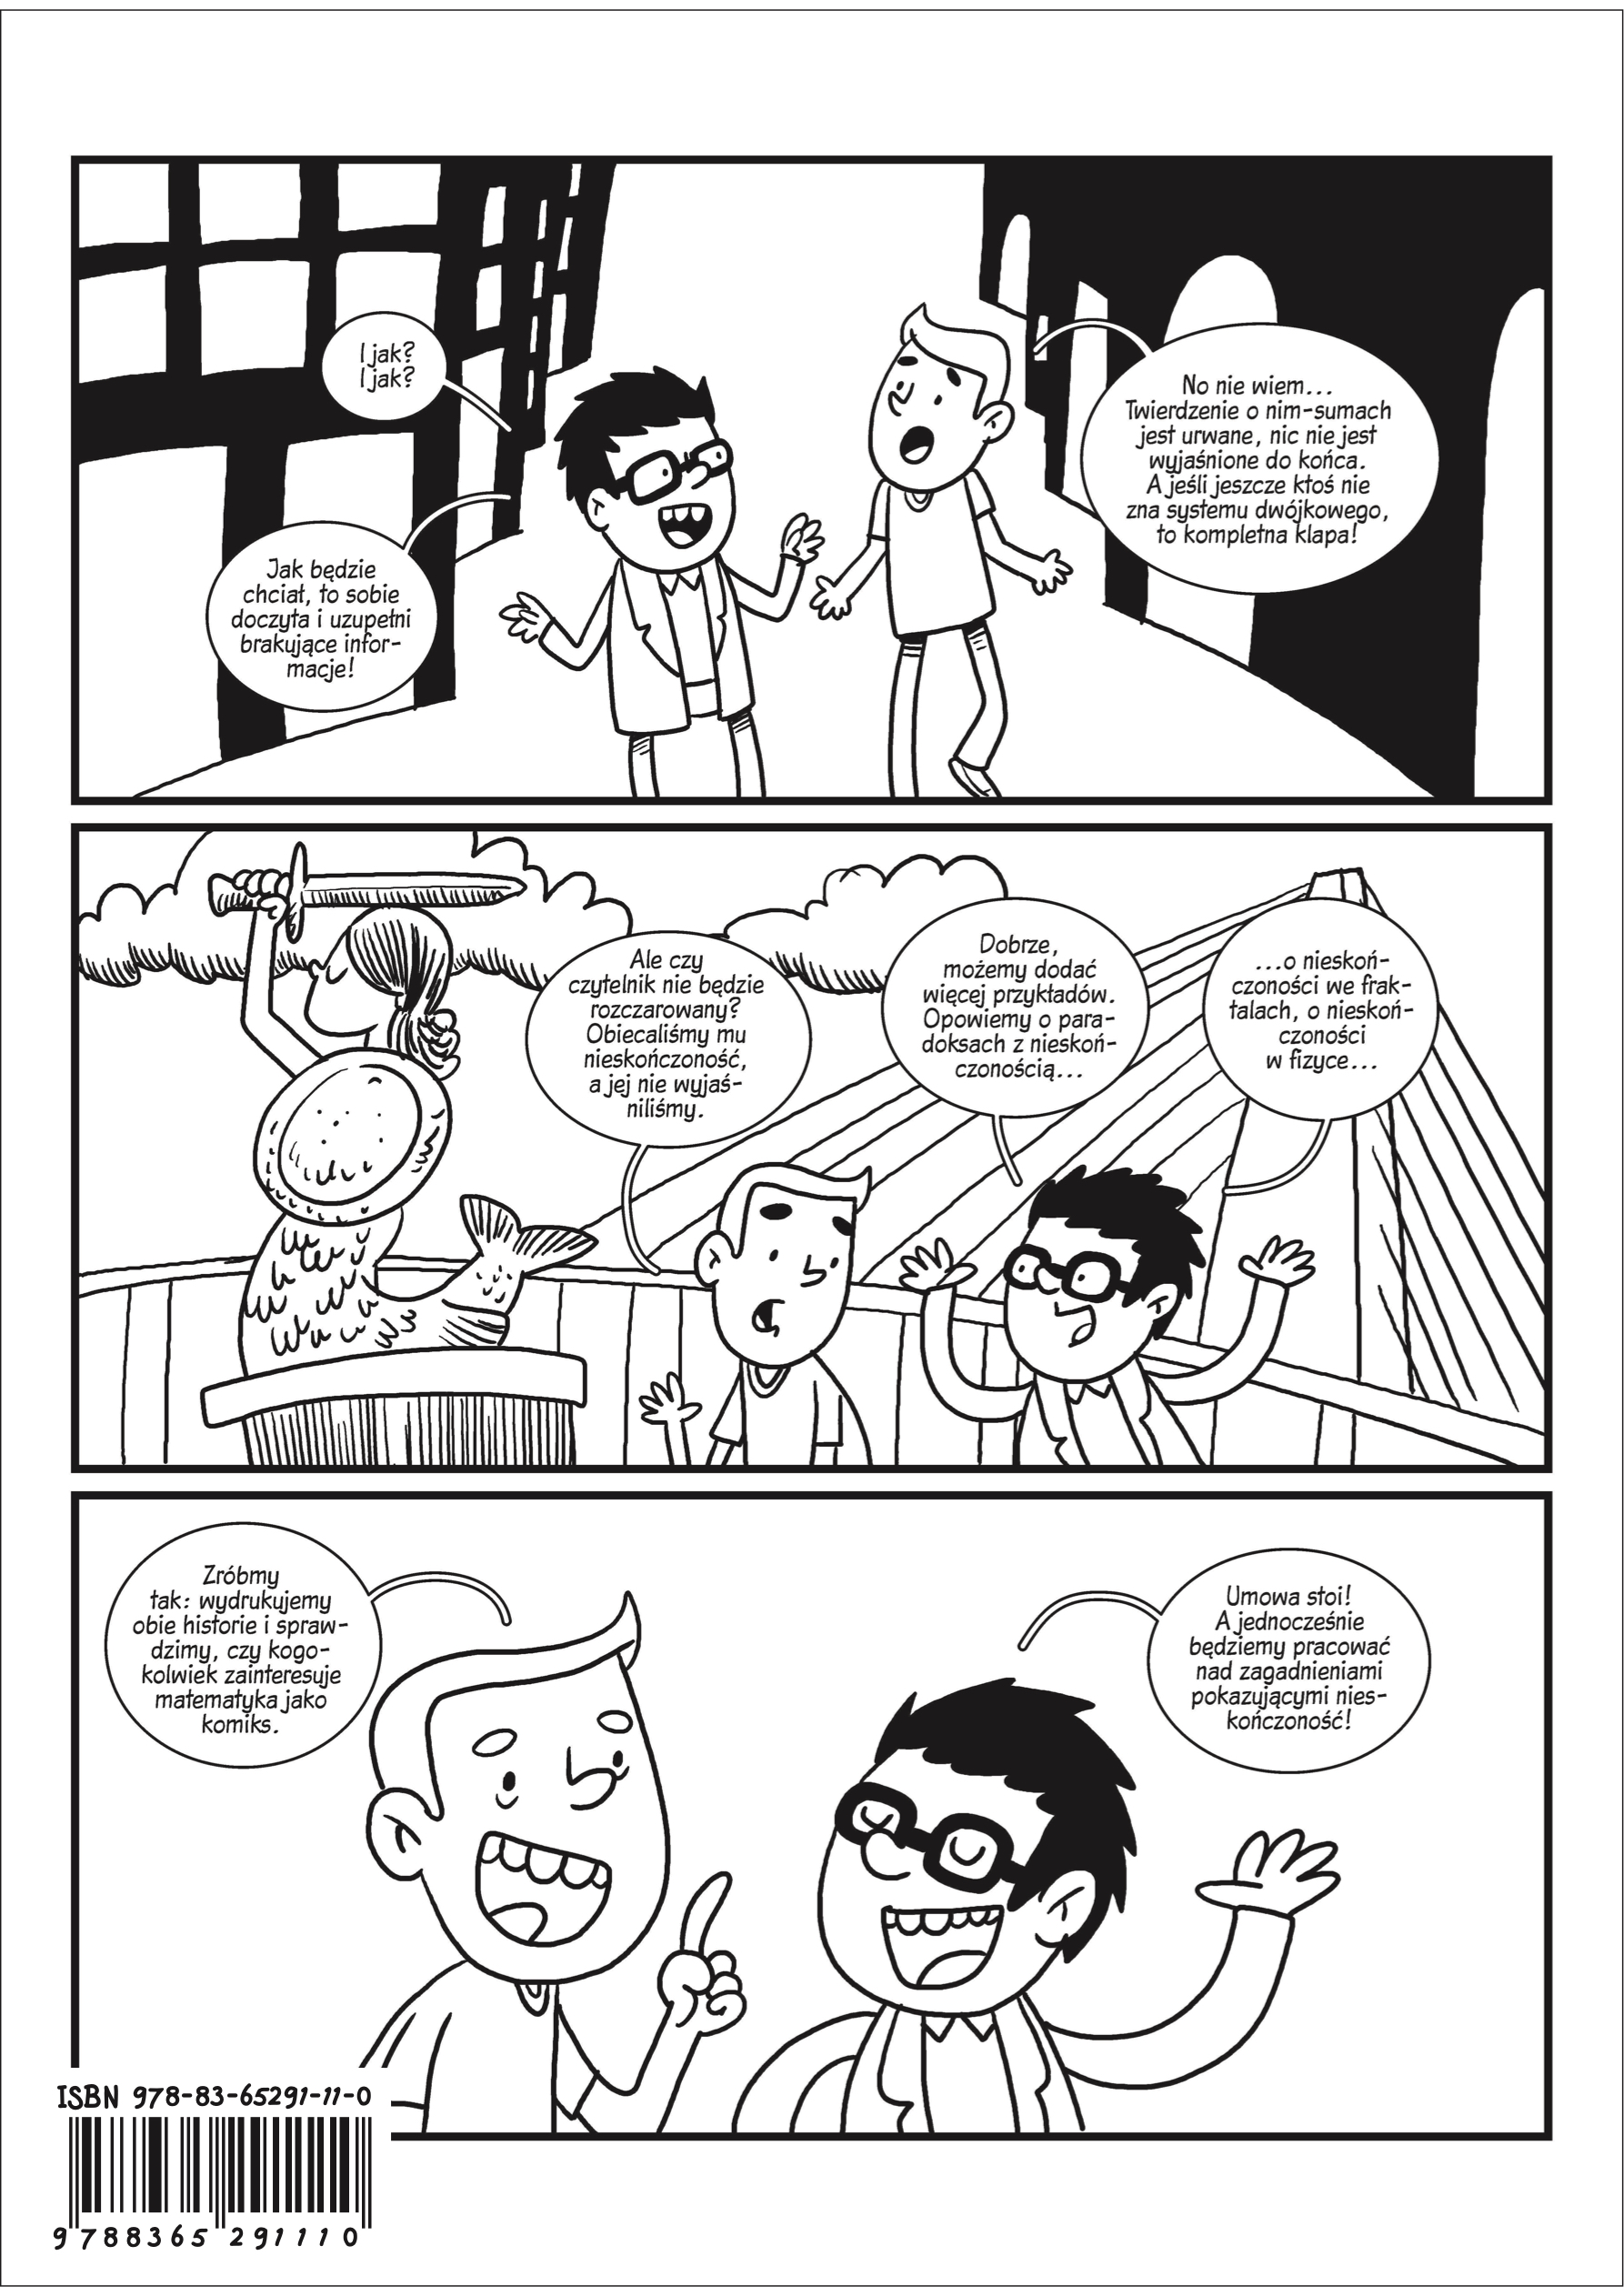 I jak?
I jak?
No nie wiem...
Twierdzenie o nim-sumach
jest urwane, nic nie jest
wyjaśnione do końca.
A jeśli jeszcze ktoś nie
zna systemu dwójkowego,
to kompletna klapa!
Jak będzie
chciał, to sobie
doczyta i uzupełni
brakujące infor-
macje!
Ale czy
czytelnik nie będzie
rozczarowany?
Obiecaliśmy mu
nieskończoność,
a jej nie wyjaś-
niliśmy.
Dobrze,
możemy dodać
więcej przykładów.
Opowiemy o para-
doksach z nieskoń-
czonością...
...o nieskoń-
czoności we frak-
talach, o nieskoń-
czoności
w fizyce...
Zróbmy
tak: wydrukujemy
obie historie i spraw-
dzimy, czy kogo-
kolwiek zainteresuje
matematyka jako
komiks.
Umowa stoi!
A jednocześnie
będziemy pracować
nad zagadnieniami
pokazującymi nies-
kończoność!
ISBN 978-83-65291-11-0
9 788365 291110